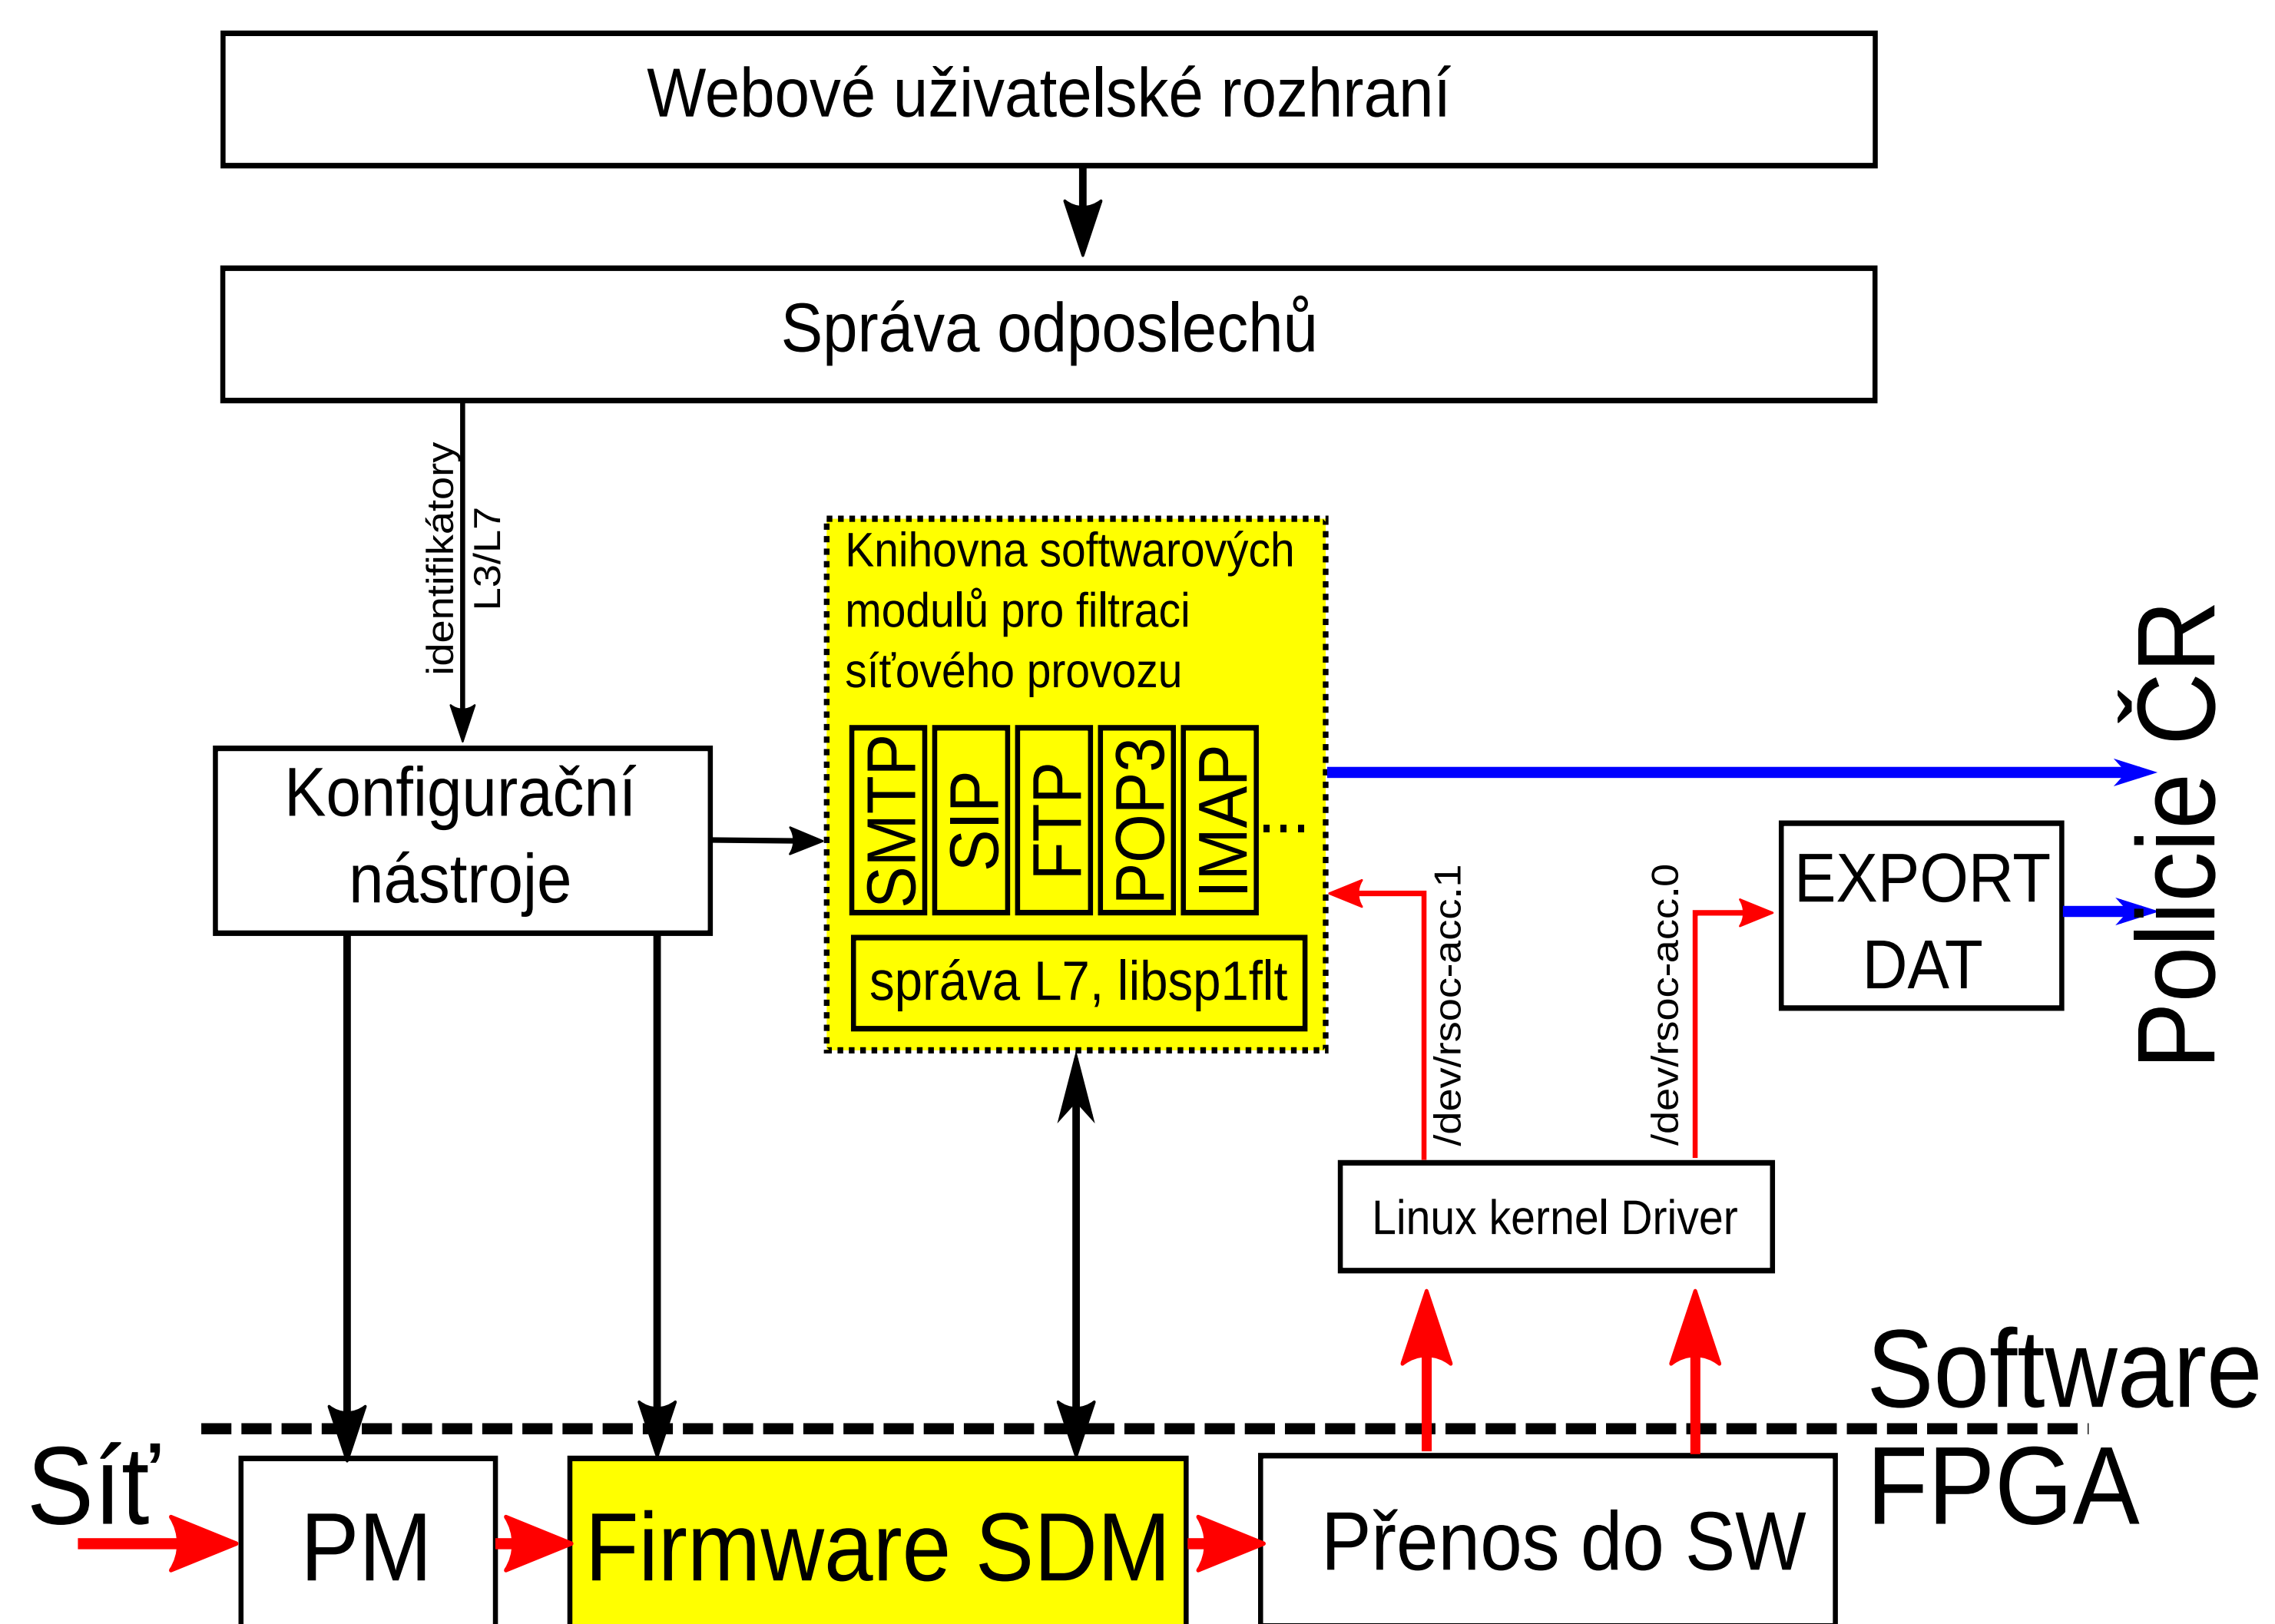 Webové uživatelské rozhraní
Správa odposlechů
identifikátory
L3/L7
Knihovna softwarových
modulů pro filtraci
síťového provozu
Konfigurační
nástroje
SMTP
SIP
FTP
POP3
IMAP
...
správa L7, libsp1flt
/dev/rsoc-acc.1
/dev/rsoc-acc.0
EXPORT
DAT
Policie ČR
Linux kernel Driver
Software
FPGA
Síť
PM
Firmware SDM
Přenos do SW